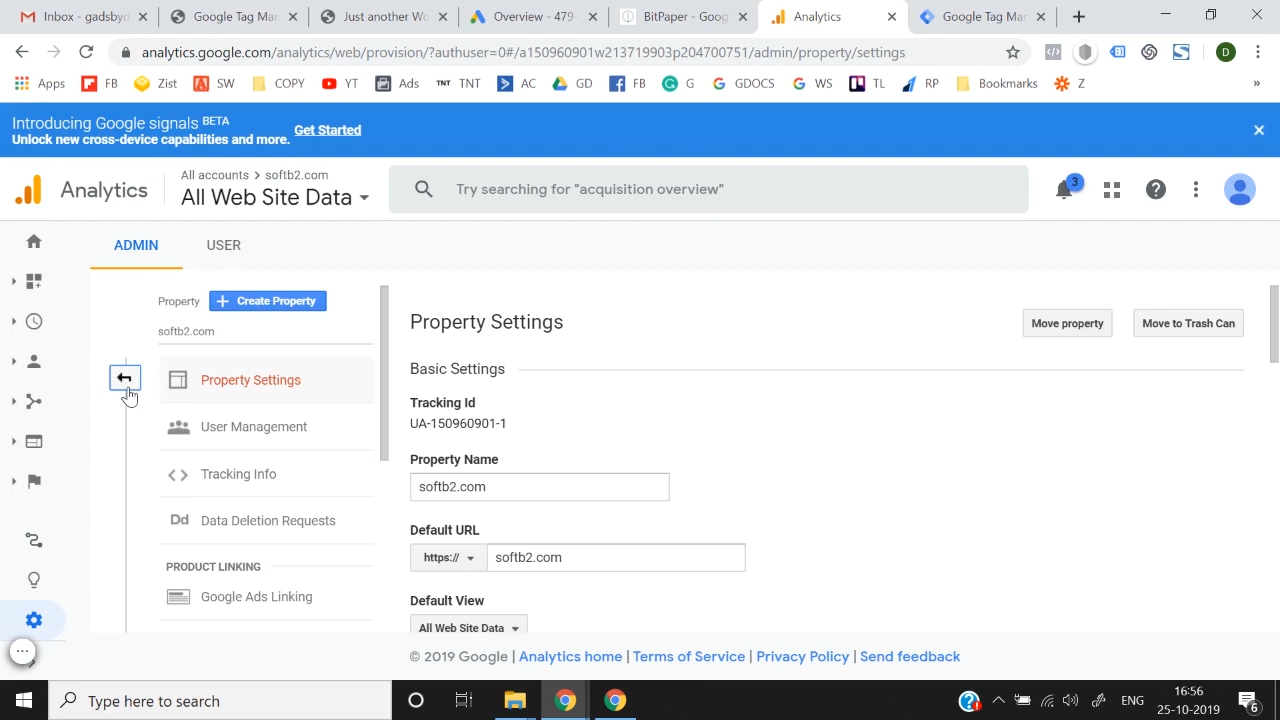 Inbox - gadsbyd
Google Tag Mar
Just another Wo
Overview - 479-
BitPaper - Goog
Analytics
Google Tag Mar
analytics.google.com/analytics/web/provision/?authuser=0#/a150960901w213719903p204700751/admin/property/settings
D
Apps
FB
Zist
SW
COPY
YT
Ads
TNT TNT
AC
GD
FB
G
GDOCS
WS
TL
RP
Bookmarks
Z
»
Introducing Google signals BETA
Unlock new cross-device capabilities and more. Get Started
Analytics
All accounts > softb2.com
All Web Site Data
Try searching for "acquisition overview"
3
ADMIN USER
Property + Create Property
softb2.com
Property Settings
User Management
Tracking Info
Dd Data Deletion Requests
PRODUCT LINKING
Google Ads Linking
Property Settings
Move property Move to Trash Can
Basic Settings
Tracking Id
UA-150960901-1
Property Name
softb2.com
Default URL
https:// softb2.com
Default View
All Web Site Data
© 2019 Google | Analytics home | Terms of Service | Privacy Policy | Send feedback
Type here to search
ENG
16:56
25-10-2019
6